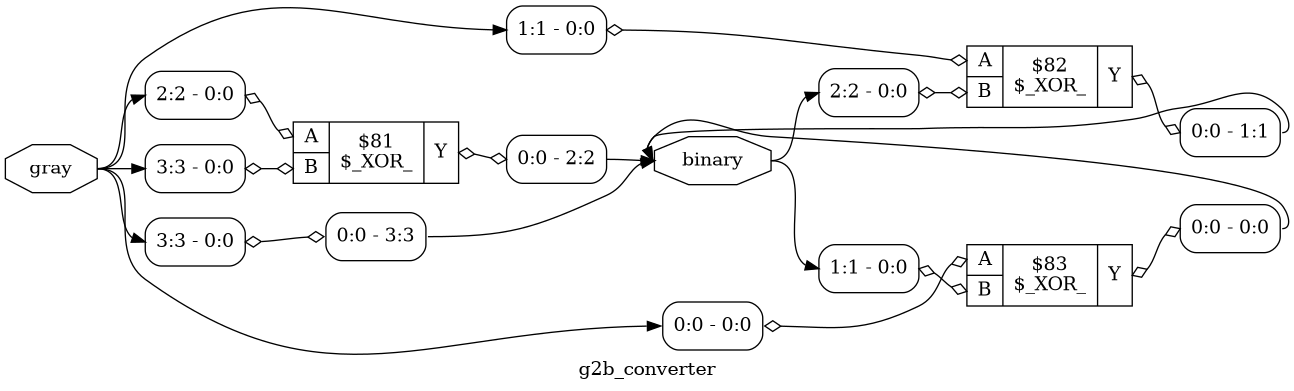 gray
1:1 - 0:0
2:2 - 0:0
3:3 - 0:0
3:3 - 0:0
A
B
$81
$_XOR_
Y
0:0 - 2:2
0:0 - 3:3
0:0 - 0:0
binary
2:2 - 0:0
1:1 - 0:0
A
B
$82
$_XOR_
Y
0:0 - 1:1
A
B
$83
$_XOR_
Y
0:0 - 0:0
g2b_converter